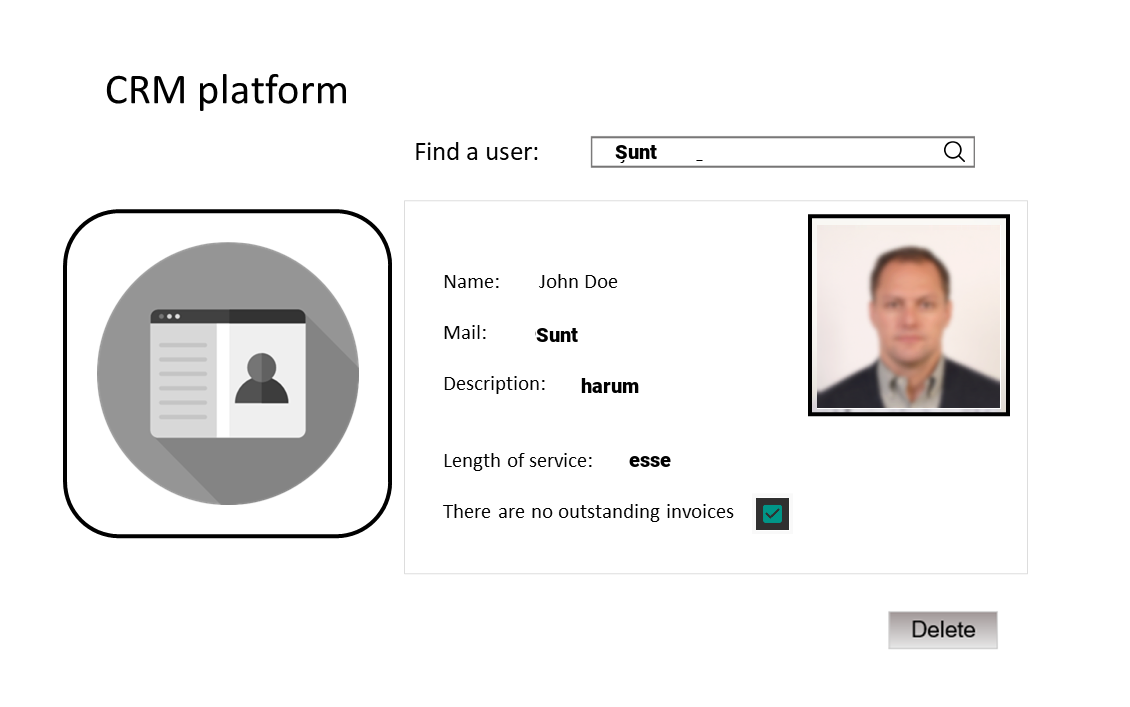 CRM platform
Find a user: Sunt _
Name: John Doe
Mail: Sunt
Description: harum
Length of service: esse
There are no outstanding invoices
Delete